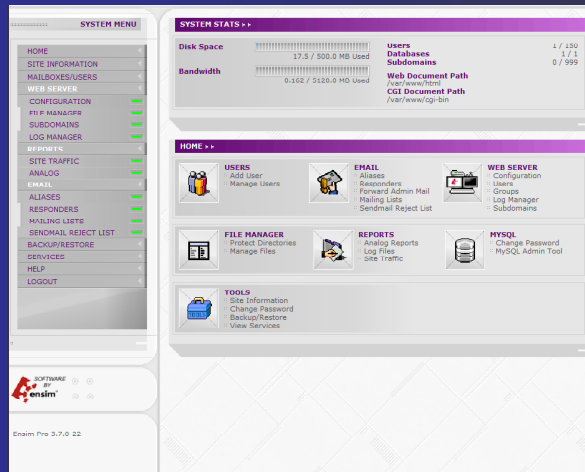 SYSTEM MENU
HOME
SITE INFORMATION
MAILBOXES/USERS
WEB SERVER
CONFIGURATION
FILE MANAGER
SUBDOMAINS
LOG MANAGER
REPORTS
SITE TRAFFIC
ANALOG
EMAIL
ALIASES
RESPONDERS
MAILING LISTS
SENDMAIL REJECT LIST
BACKUP/RESTORE
SERVICES
HELP
LOGOUT
SOFTWARE
BY
ensim
Ensim Pro 3.7.0 22
SYSTEM STATS
Disk Space
17.5 / 500.0 MB Used
Bandwidth
0.162 / 5120.0 MB Used
Users 1 / 150
Databases 1 / 1
Subdomains 0 / 999
Web Document Path
/var/www/html
CGI Document Path
/var/www/cgi-bin
HOME
USERS
Add User
Manage Users
EMAIL
Aliases
Responders
Forward Admin Mail
Mailing Lists
Sendmail Reject List
WEB SERVER
Configuration
Users
Groups
Log Manager
Subdomains
FILE MANAGER
Protect Directories
Manage Files
REPORTS
Analog Reports
Log Files
Site Traffic
MYSQL
Change Password
MySQL Admin Tool
TOOLS
TOOLS
Site Information
Change Password
Backup/Restore
View Services